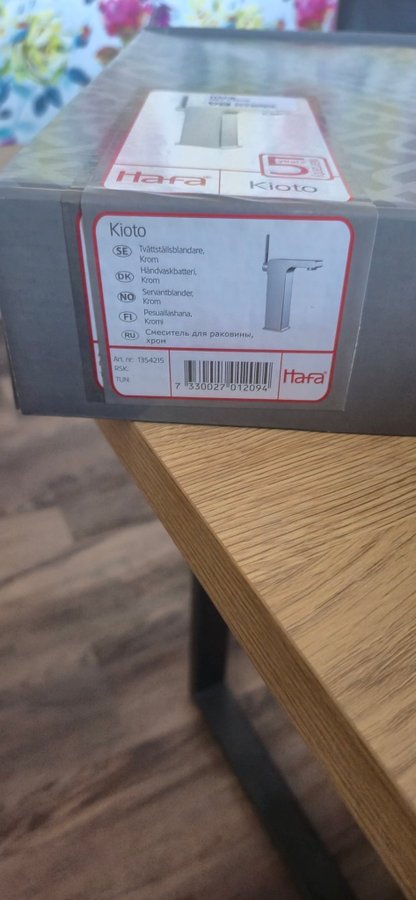 Hafa
5
Kioto
Kioto
SE Tvättställsblandare,
Krom
DK Håndvaskbatteri,
Krom
NO Servantblander,
Krom
FI Pesuallashana,
Kromi
RU Смеситель для раковины,
хром
Art. nr: 1354215
RSK:
TUN:
7 330027 012094
Hafa